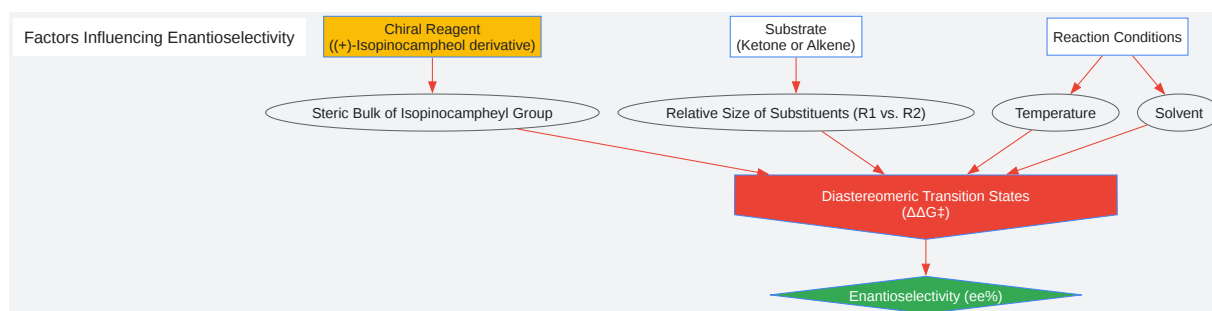 Factors Influencing Enantioselectivity
Chiral Reagent
((+)-Isopinocampheol derivative)
Substrate
(Ketone or Alkene)
Reaction Conditions
Steric Bulk of Isopinocampheyl Group
Relative Size of Substituents (R1 vs. R2)
Temperature
Solvent
Diastereomeric Transition States
(ΔΔG‡)
Enantioselectivity (ee%)